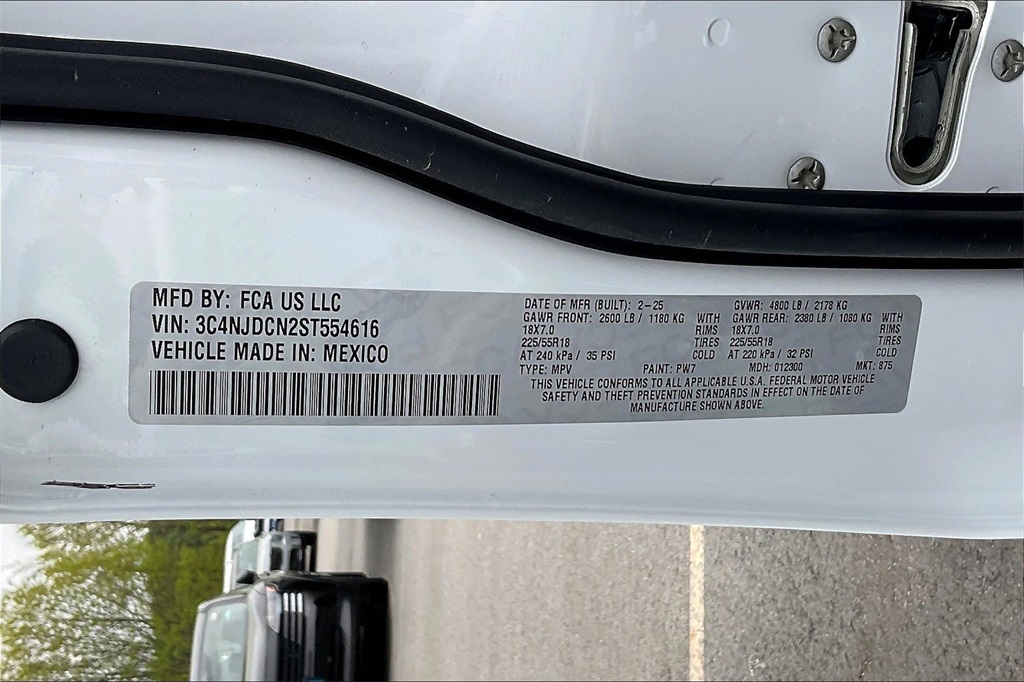 MFD BY: FCA US LLC
VIN: 3C4NJDCN2ST554616
VEHICLE MADE IN: MEXICO
DATE OF MFR (BUILT): 2-25 GVWR: 4800 LB / 2178 KG
GAWR FRONT: 2600 LB / 1180 KG WITH GAWR REAR: 2380 LB / 1080 KG WITH
18X7.0 RIMS 18X7.0 RIMS
225/55R18 TIRES 225/55R18 TIRES
AT 240 kPa / 35 PSI COLD AT 220 kPa / 32 PSI COLD
TYPE: MPV PAINT: PW7 MDH: 012300 MKT: 875
THIS VEHICLE CONFORMS TO ALL APPLICABLE U.S.A. FEDERAL MOTOR VEHICLE
SAFETY AND THEFT PREVENTION STANDARDS IN EFFECT ON THE DATE OF
MANUFACTURE SHOWN ABOVE.